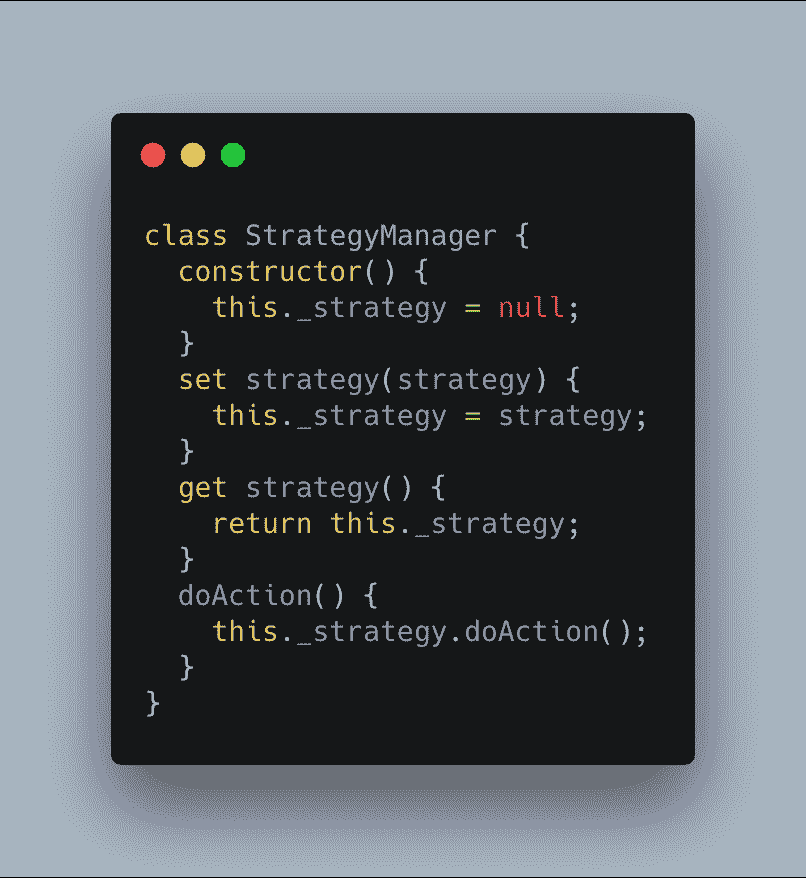 class StrategyManager {
  constructor() {
    this._strategy = null;
  }
  set strategy(strategy) {
    this._strategy = strategy;
  }
  get strategy() {
    return this._strategy;
  }
  doAction() {
    this._strategy.doAction();
  }
}